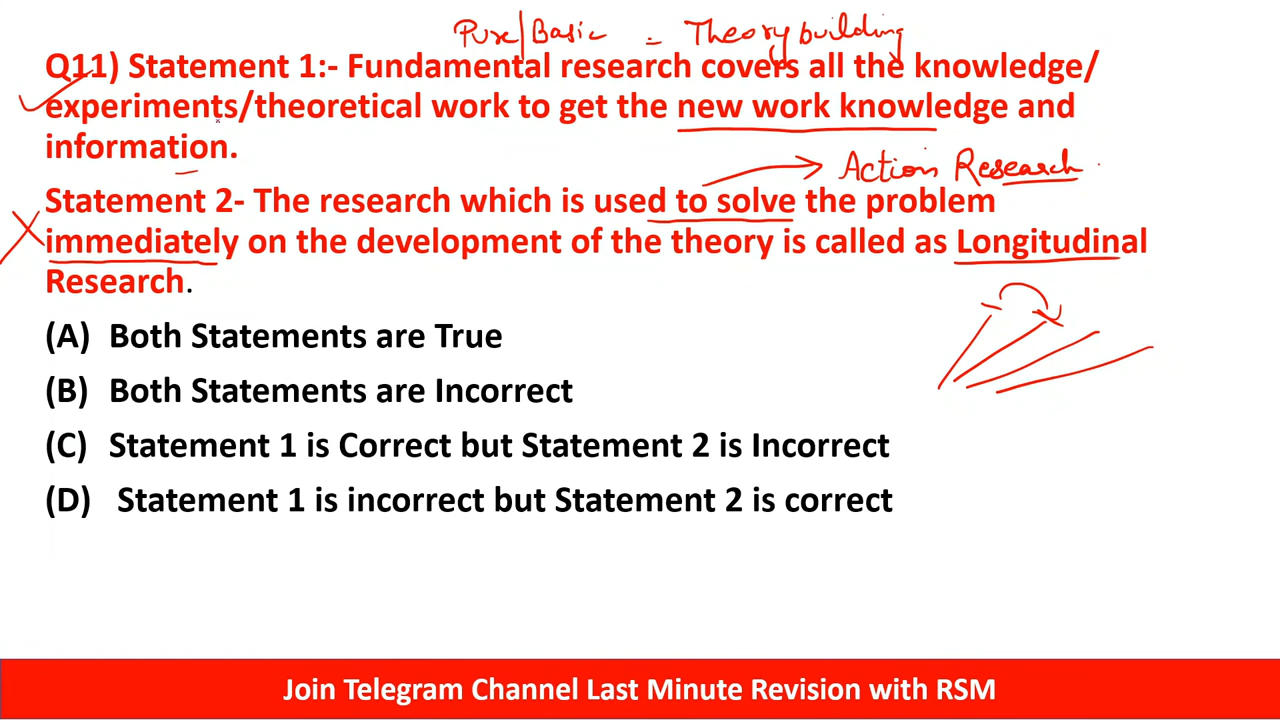 Pure/Basic = Theory building
Q11) Statement 1:- Fundamental research covers all the knowledge/
experiments/theoretical work to get the new work knowledge and
information.
Action Research
Statement 2- The research which is used to solve the problem
immediately on the development of the theory is called as Longitudinal
Research.
(A) Both Statements are True
(B) Both Statements are Incorrect
(C) Statement 1 is Correct but Statement 2 is Incorrect
(D) Statement 1 is incorrect but Statement 2 is correct
Join Telegram Channel Last Minute Revision with RSM